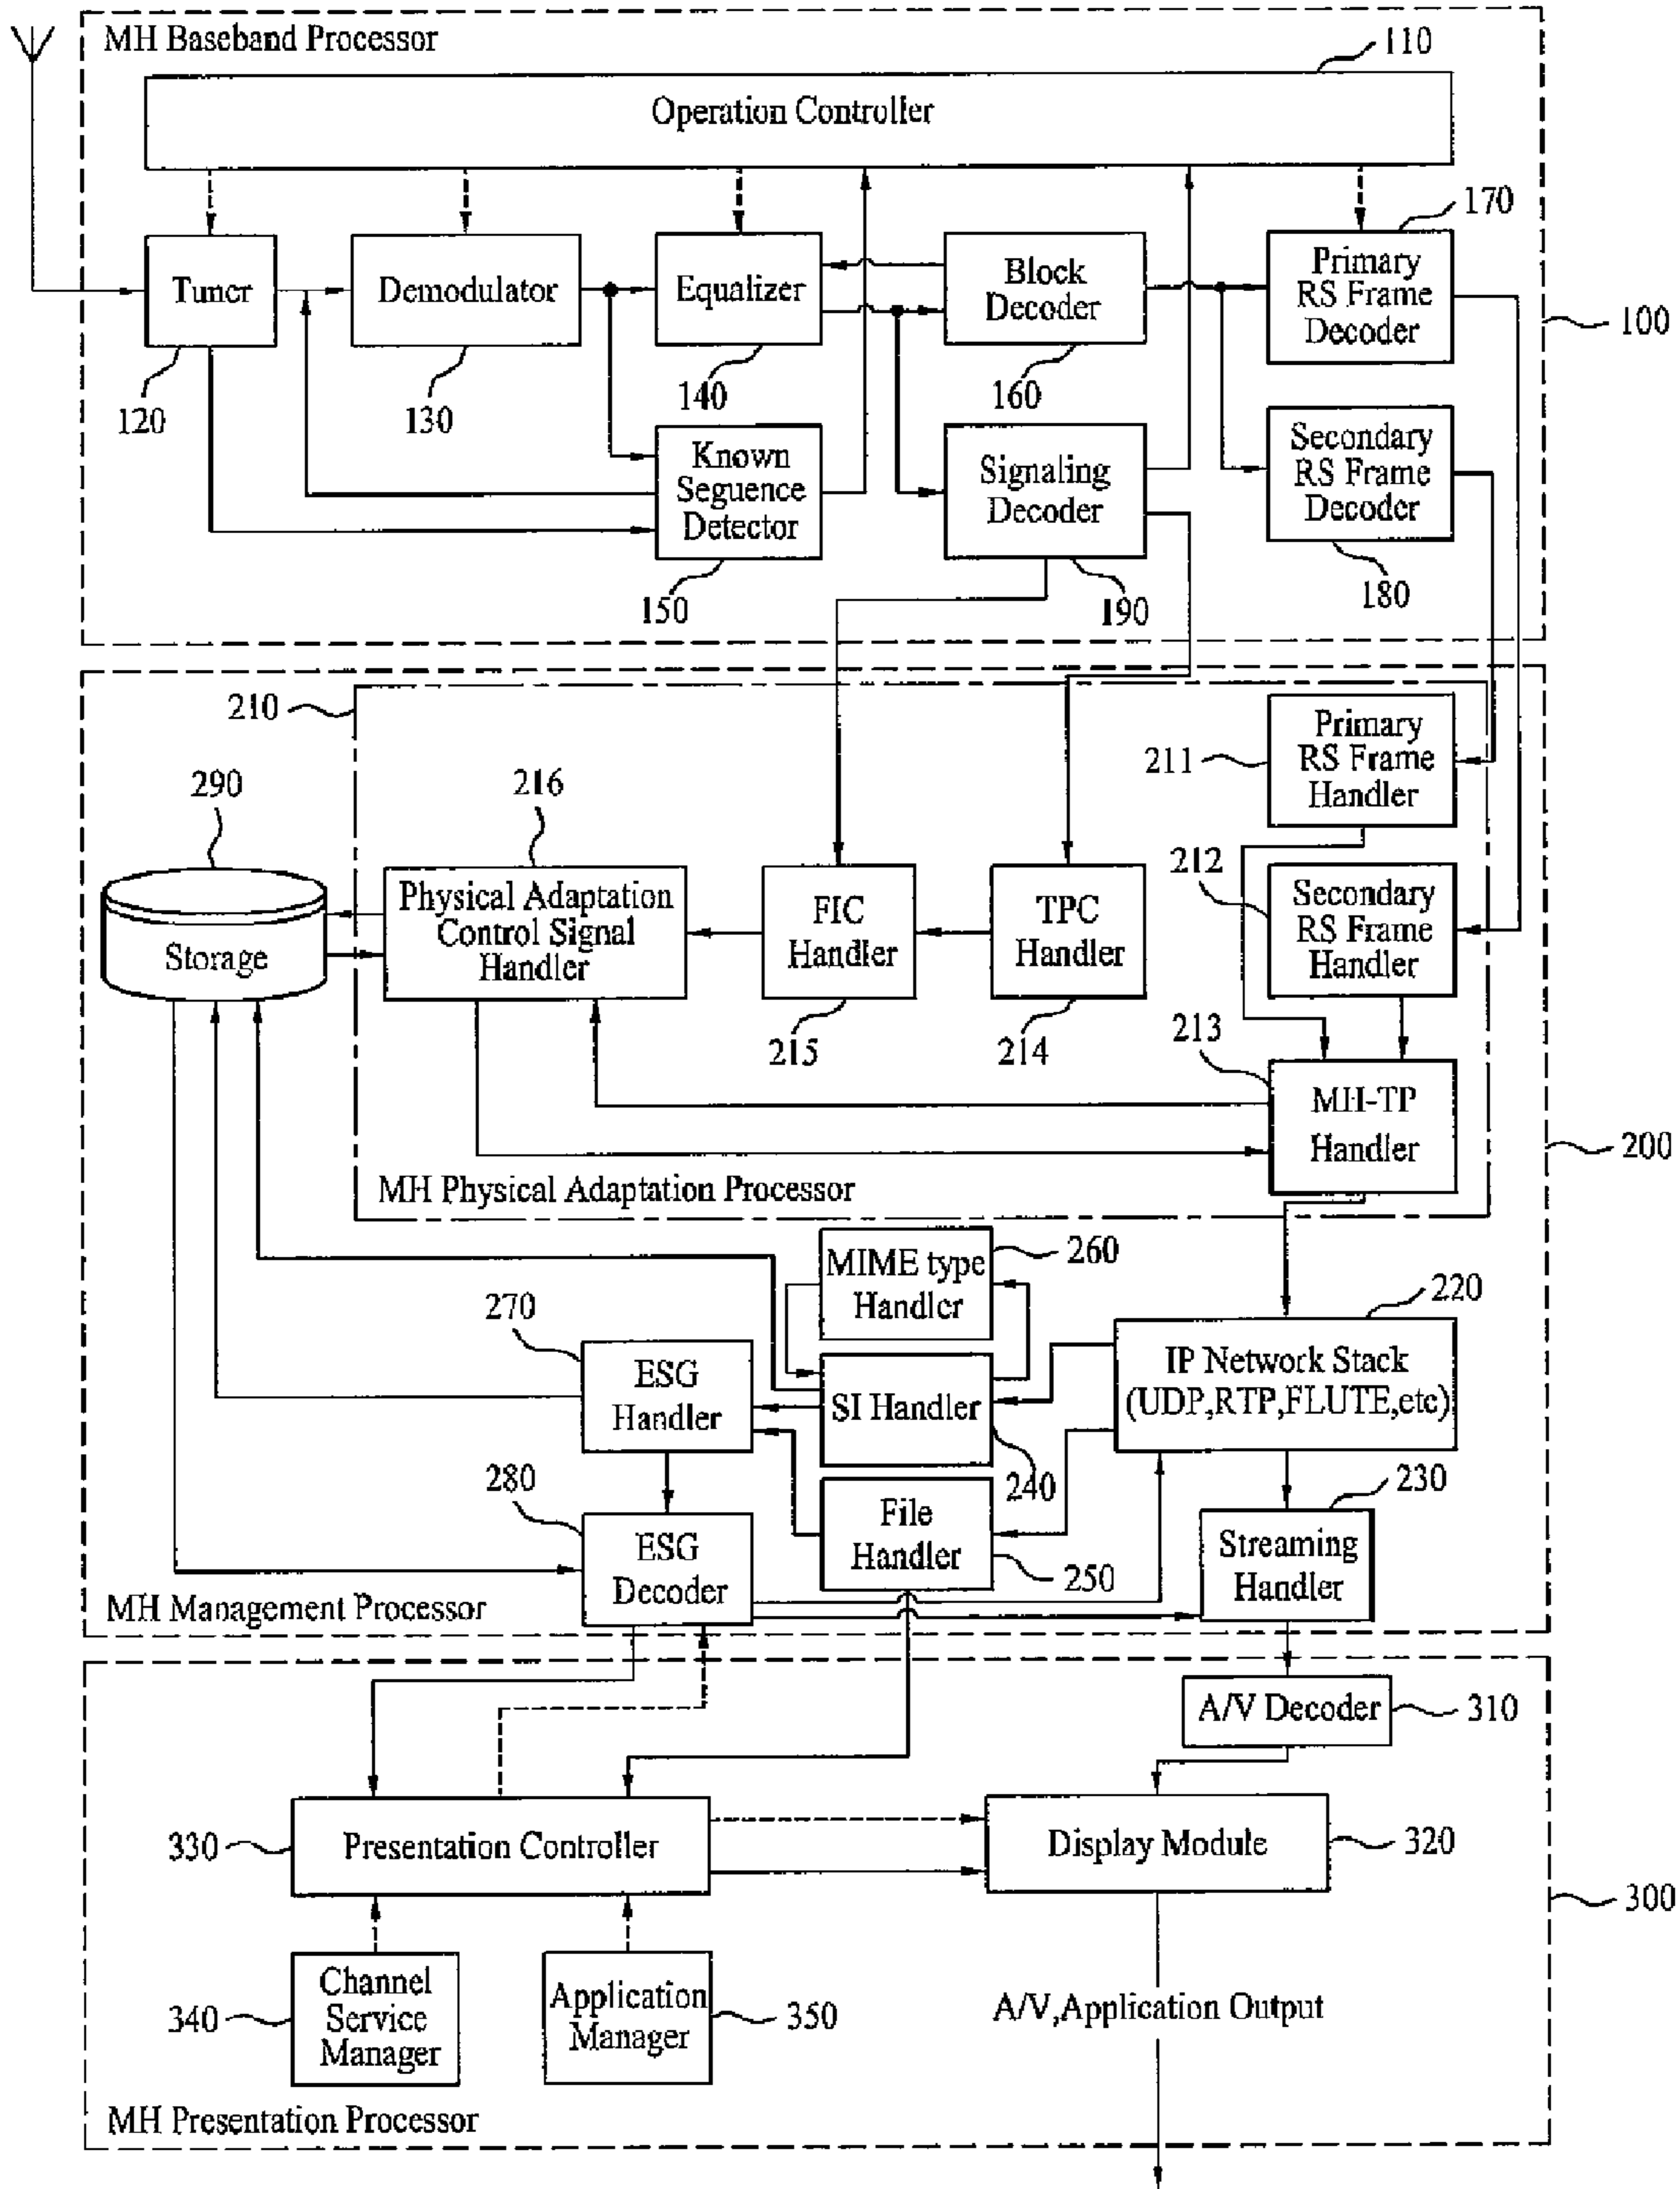 MH Baseband Processor
110
Operation Controller
170
Tuner
Demodulator
Equalizer
Block
Decoder
Primary
RS Frame
Decoder
100
120
130
140
160
Known
Seguence
Detector
Signaling
Decoder
Secondary
RS Frame
Decoder
150
190
180
210
Primary
RS Frame
Handler
211
290
216
212
Storage
Physical Adaptation
Control Signal
Handler
FIC
Handler
TPC
Handler
Secondary
RS Frame
Handler
215
214
213
MH-TP
Handler
200
MH Physical Adaptation Processor
MIME type
Handler
260
270
220
ESG
Handler
SI Handler
IP Network Stack
(UDP,RTP,FLUTE,etc)
280
240
230
ESG
Decoder
File
Handler
250
Streaming
Handler
MH Management Processor
A/V Decoder
310
330
Presentation Controller
Display Module
320
300
340
Channel
Service
Manager
Application
Manager
350
A/V,Application Output
MH Presentation Processor